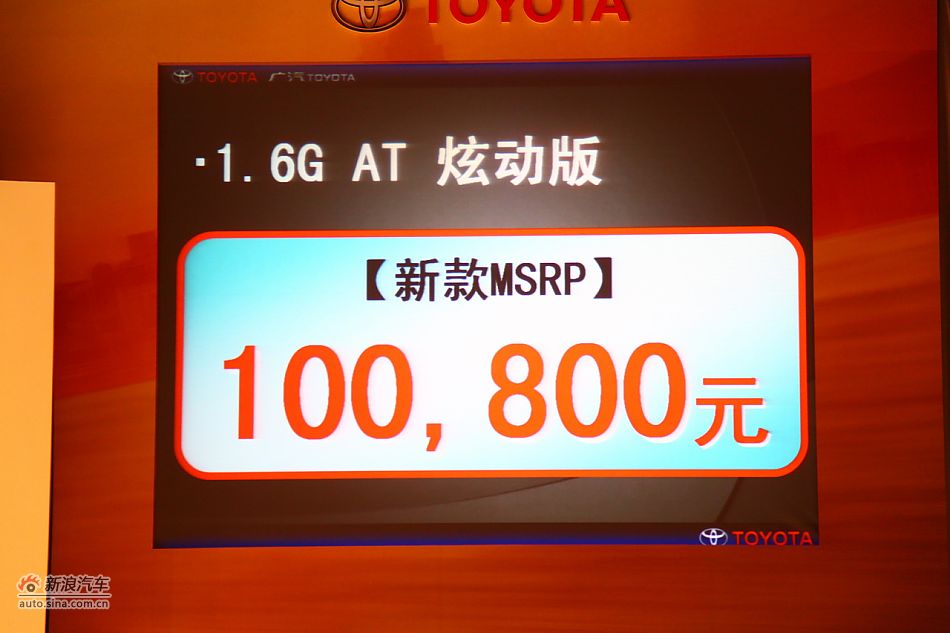 TOYOTA
TOYOTA 广汽TOYOTA
·1.6G AT 炫动版
【新款MSRP】
100,800元
TOYOTA
新浪汽车
auto.sina.com.cn